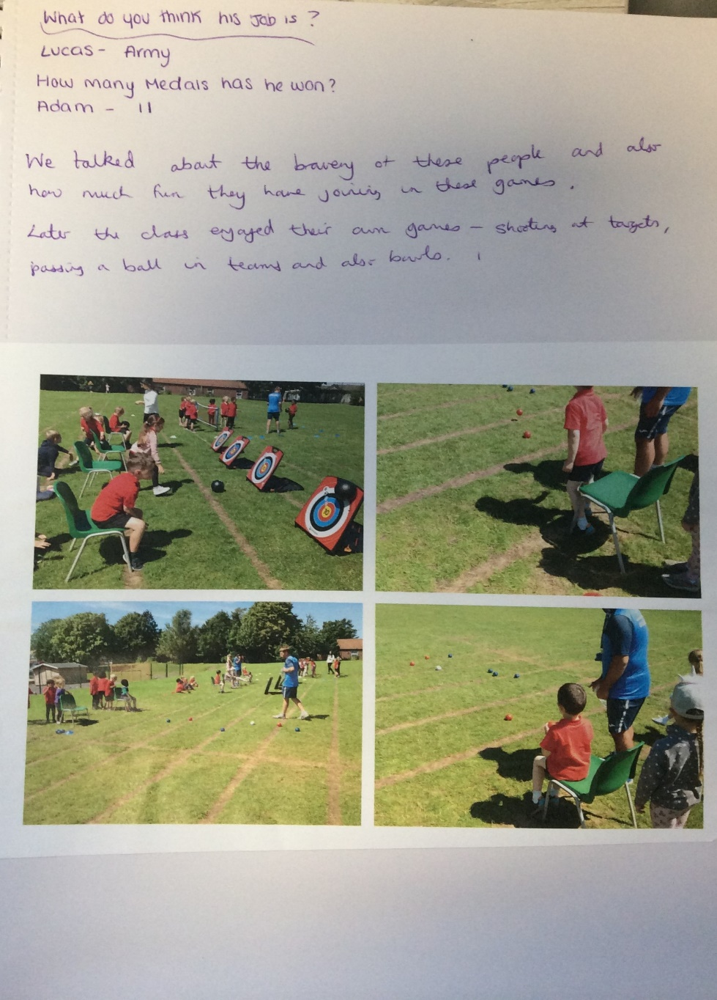 What do you think his Job is?
Lucas- Army
How many Medals has he won?
Adam - 11
We talked about the bravery of these people and also
how much fun they have joining in these games.
Later the class enjoyed their own games - shooting at targets,
passing a ball in teams and also bowls.